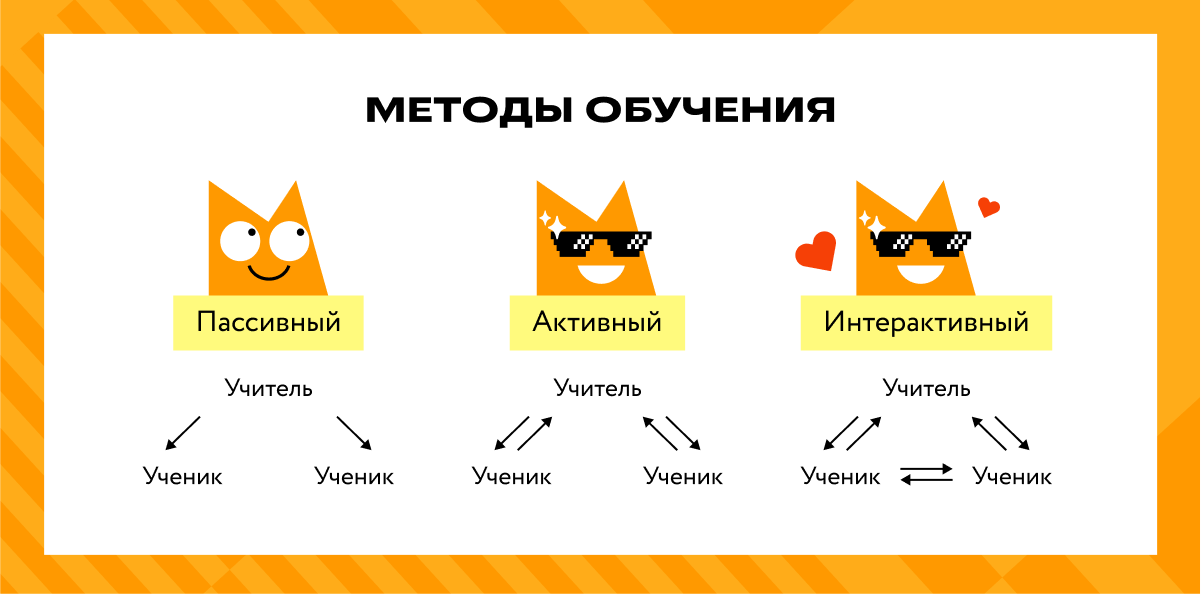 МЕТОДЫ ОБУЧЕНИЯ
Пассивный
Учитель
Ученик Ученик
Активный
Учитель
Ученик Ученик
Интерактивный
Учитель
Ученик Ученик